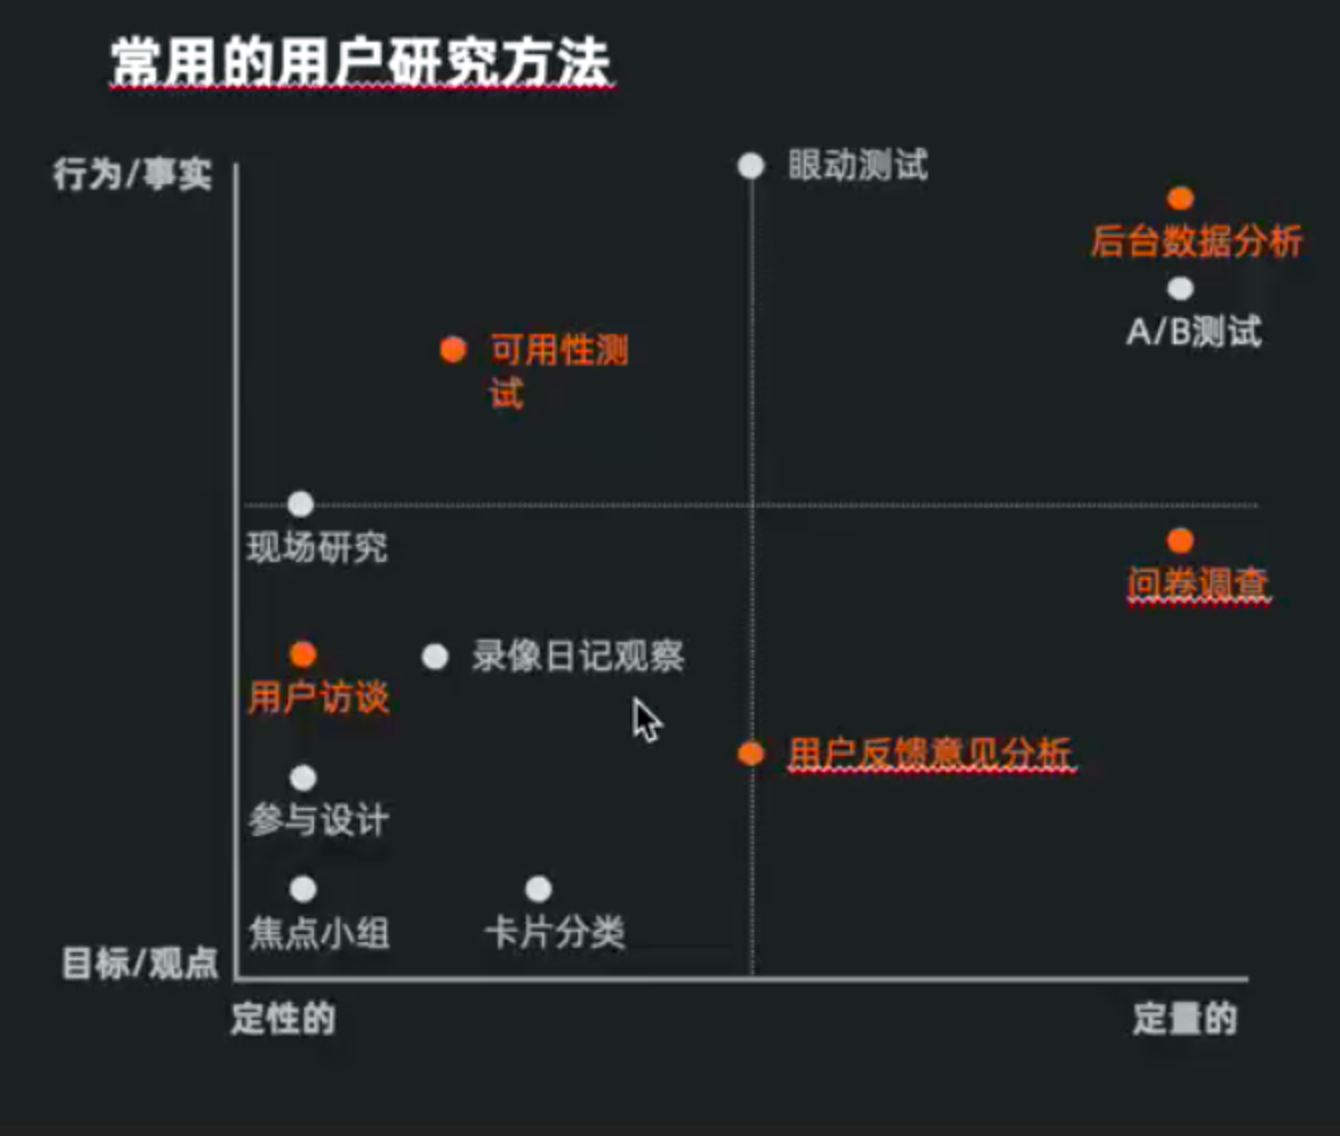 常用的用户研究方法
行为/事实
眼动测试
后台数据分析
A/B测试
可用性测
试
现场研究
问卷调查
用户访谈
录像日记观察
用户反馈意见分析
参与设计
焦点小组
卡片分类
目标/观点
定性的
定量的